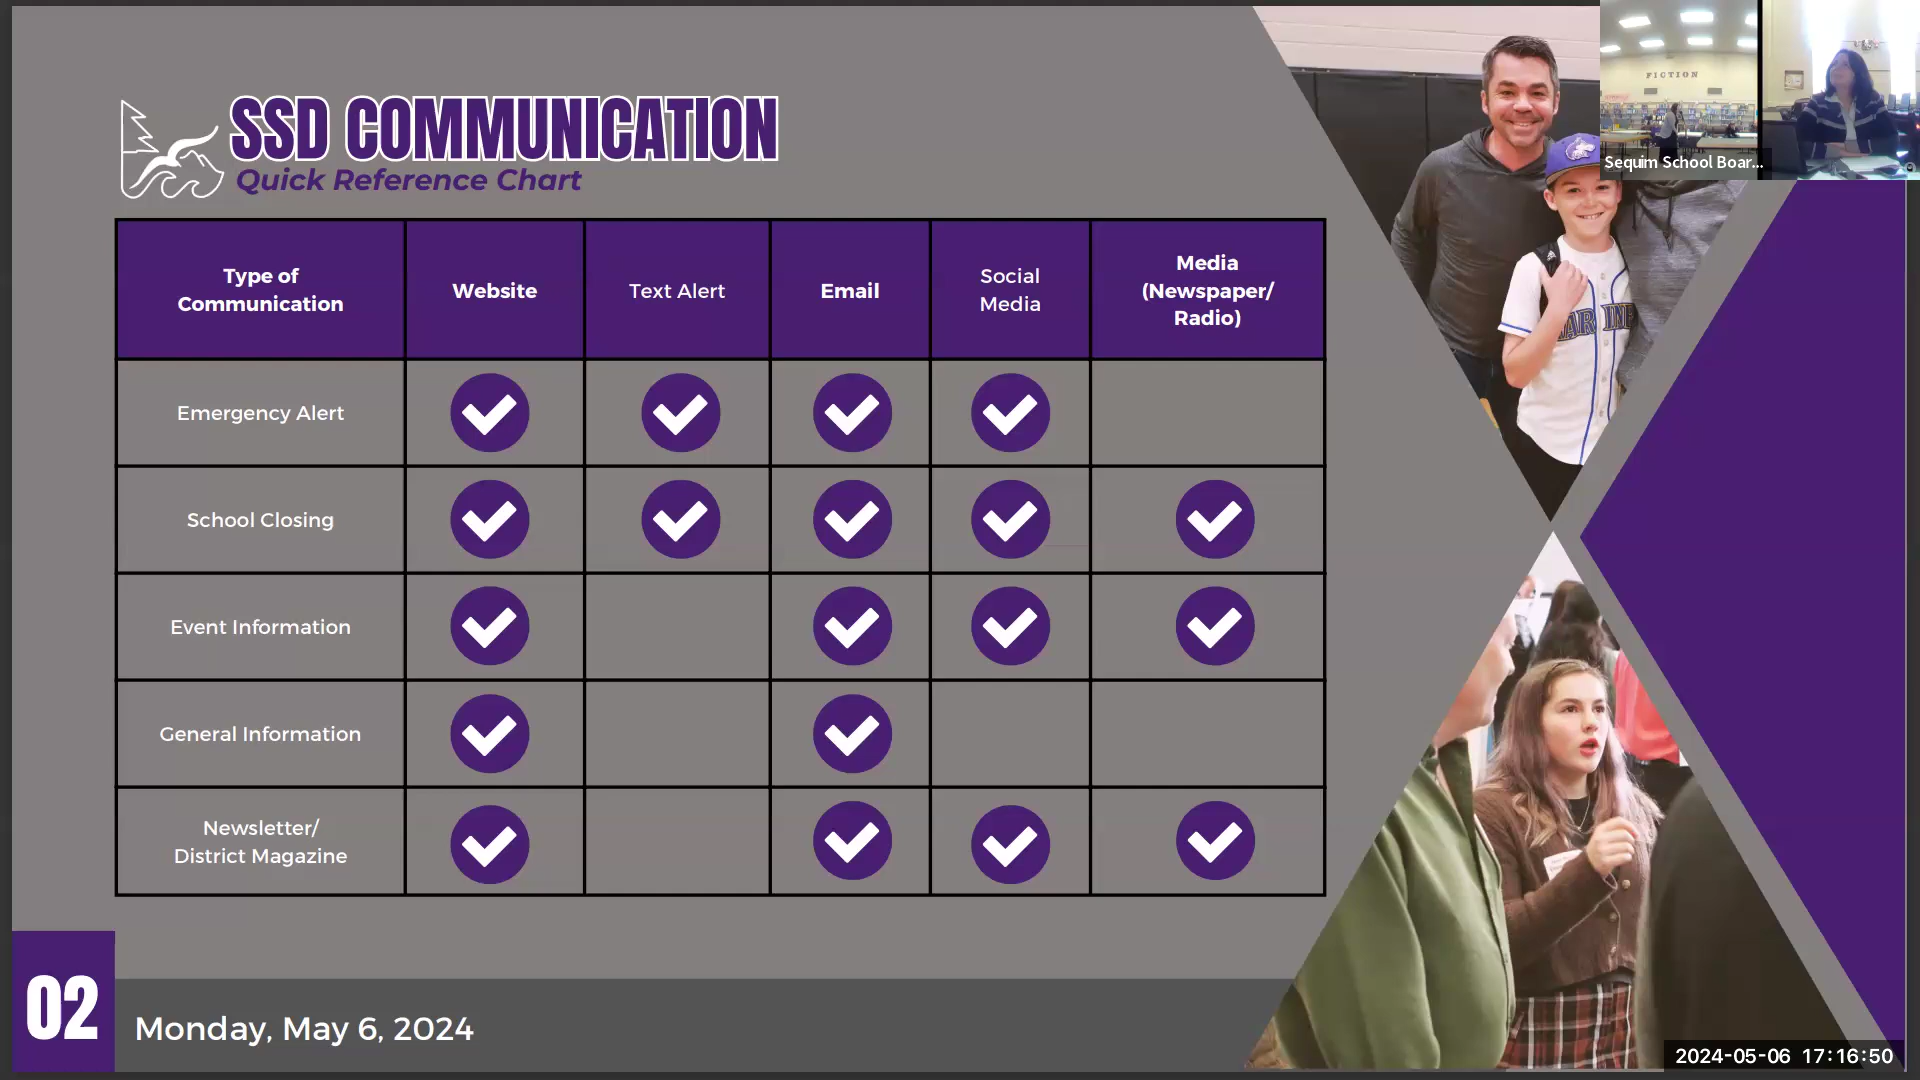 SSD COMMUNICATION
Quick Reference Chart
Type of
Communication
Website
Text Alert
Email
Social
Media
Media
(Newspaper/
Radio)
Emergency Alert
School Closing
Event Information
General Information
Newsletter/
District Magazine
02
Monday, May 6, 2024
FICTION
Sequim School Boar...
2024-05-06 17:16:50